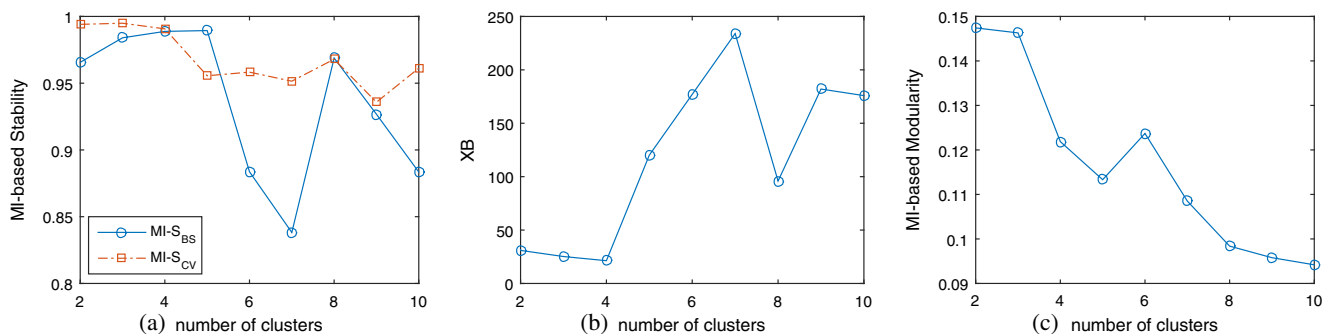 1
0.95
0.9
0.85
0.8
MI-based Stability
MI-S_BS
MI-S_CV
2 4 6 8 10
(a) number of clusters
250
200
150
100
50
0
XB
2 4 6 8 10
(b) number of clusters
0.15
0.14
0.13
0.12
0.11
0.1
0.09
MI-based Modularity
2 4 6 8 10
(c) number of clusters